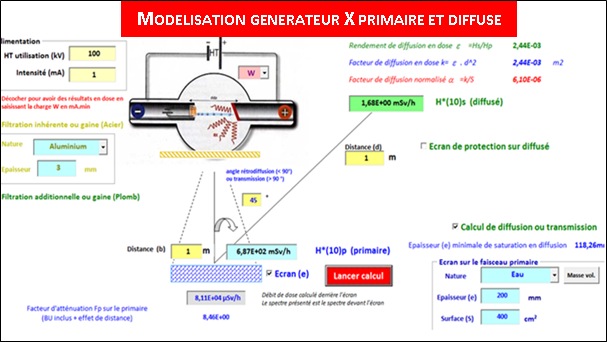 MODELISATION GENERATEUR X PRIMAIRE ET DIFFUSE
limentation
HT utilisation (kV) 100
Intensité (mA) 1
Décocher pour avoir des résultats en dose en
saisissant la charge W en mA.min
Filtration inhérente ou gaine (Acier)
Nature Aluminium
Epaisseur 3 mm
Filtration additionnelle ou gaine (Plomb)
HT
W
Rendement de diffusion en dose ε =Hs/Hp 2,44E-03
Facteur de diffusion en dose k= ε . d^2 2,44E-03 m2
Facteur de diffusion normalisé α =k/S 6,10E-06
1,68E+00 mSv/h H*(10)s (diffusé)
Distance (d)
1 m
Ecran de protection sur diffusé
angle rétrodiffusion (< 90°)
ou transmission (> 90 °)
45 °
Calcul de diffusion ou transmission
Epaisseur (e) minimale de saturation en diffusion 118,26mm
Distance (b) 1 m 6,87E+02 mSv/h H*(10)p (primaire)
Ecran (e)
Lancer calcul
Ecran sur le faisceau primaire
Nature Eau Masse vol.
Epaisseur (e) 200 mm
Surface (S) 400 cm²
8,11E+04 µSv/h
Débit de dose calculé derrière l'écran
Le spectre présenté est le spectre devant l'écran
Facteur d'atténuation Fp sur le primaire
(BU inclus + effet de distance)
8,46E+00